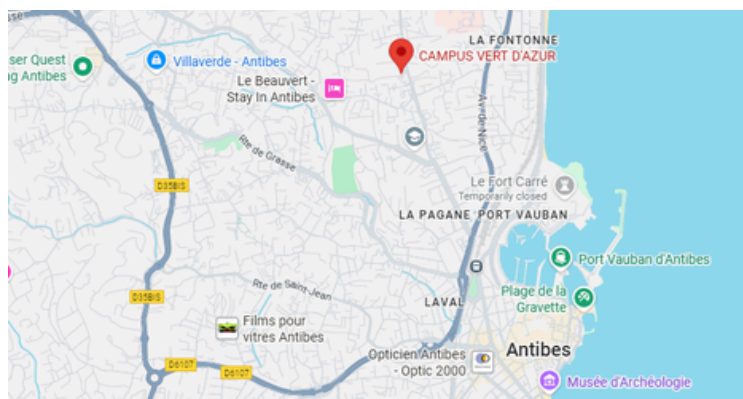 Grasse
LA FONTONNE
CAMPUS VERT D'AZUR
ser Quest
g Antibes
Villaverde - Antibes
Le Beauvert -
Stay In Antibes
Av. de Nice
Rte de Grasse
D35BIS
Le Fort Carré
Temporarily closed
LA PAGANE
PORT VAUBAN
Port Vauban d'Antibes
Rte de Saint-Jean
D35BIS
LAVAL
Plage de la
Gravette
Films pour
vitres Antibes
Opticien Antibes
- Optic 2000
Antibes
D6107
D6107
Musée d'Archéologie